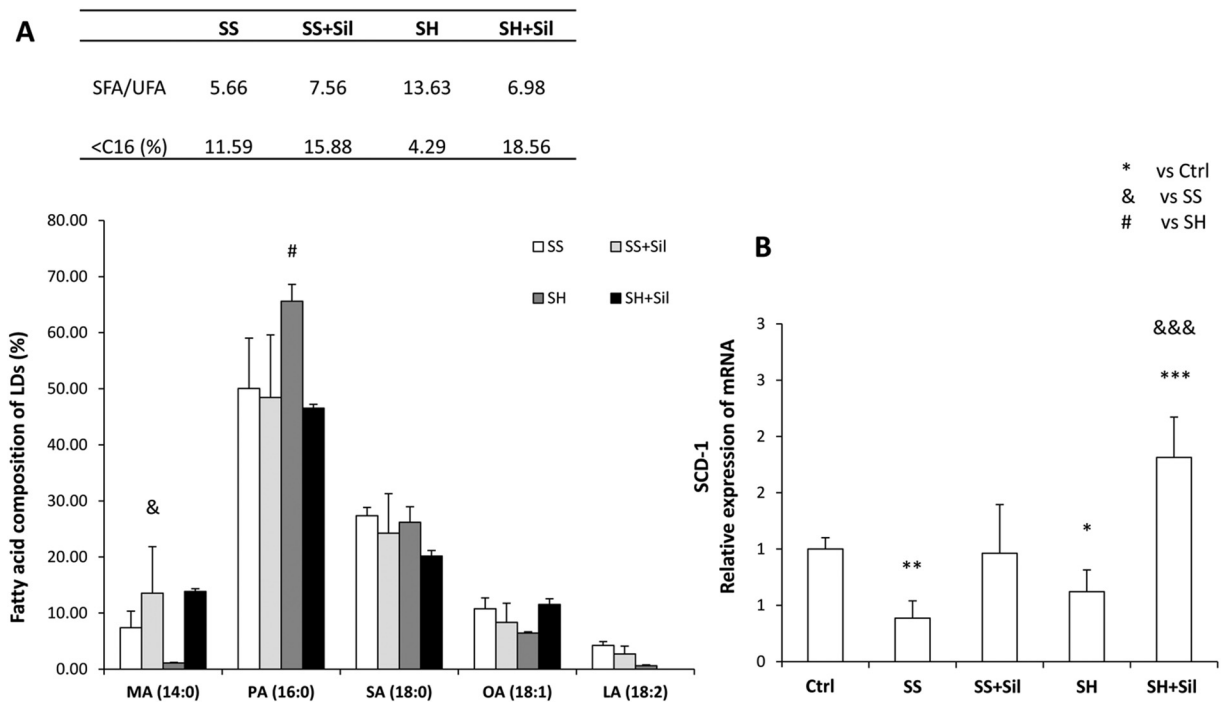 A
SS SS+Sil SH SH+Sil
SFA/UFA 5.66 7.56 13.63 6.98
<C16 (%) 11.59 15.88 4.29 18.56
* vs Ctrl
& vs SS
# vs SH
80.00
70.00
60.00
50.00
40.00
30.00
20.00
10.00
0.00
Fatty acid composition of LDs (%)
SS SS+Sil
SH SH+Sil
&
#
MA (14:0) PA (16:0) SA (18:0) OA (18:1) LA (18:2)
B
3
3
2
2
1
1
0
SCD-1
Relative expression of mRNA
**
*
&&&
***
Ctrl SS SS+Sil SH SH+Sil